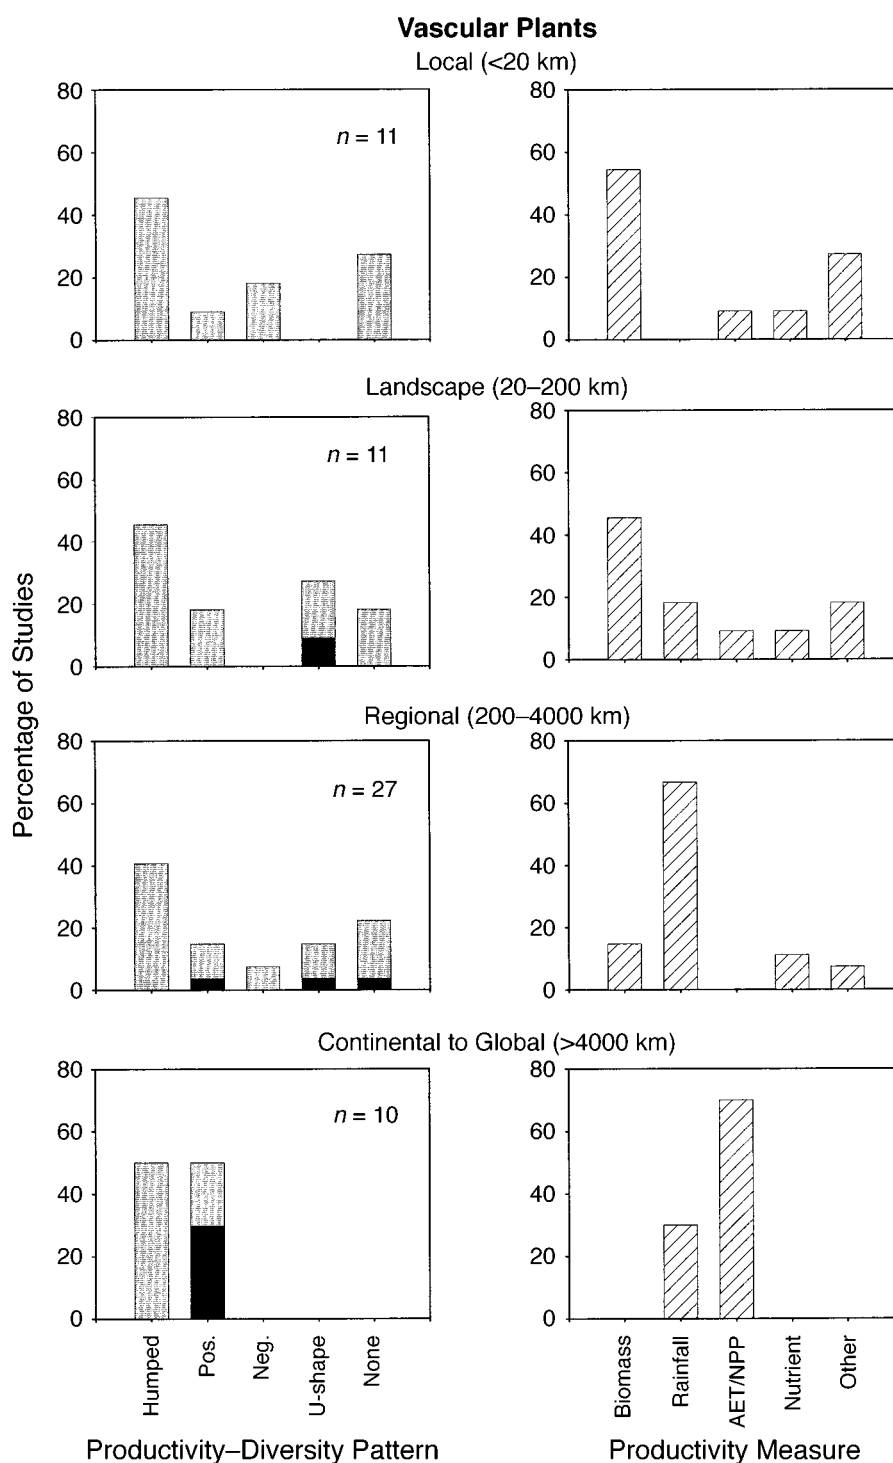 Vascular Plants
Local (<20 km)
80
60
40
20
0
n = 11
80
60
40
20
0
Landscape (20–200 km)
80
60
40
20
0
n = 11
80
60
40
20
0
Regional (200–4000 km)
80
60
40
20
0
n = 27
80
60
40
20
0
Continental to Global (>4000 km)
80
60
40
20
0
n = 10
80
60
40
20
0
Percentage of Studies
Humped
Pos.
Neg.
U-shape
None
Biomass
Rainfall
AET/NPP
Nutrient
Other
Productivity–Diversity Pattern
Productivity Measure